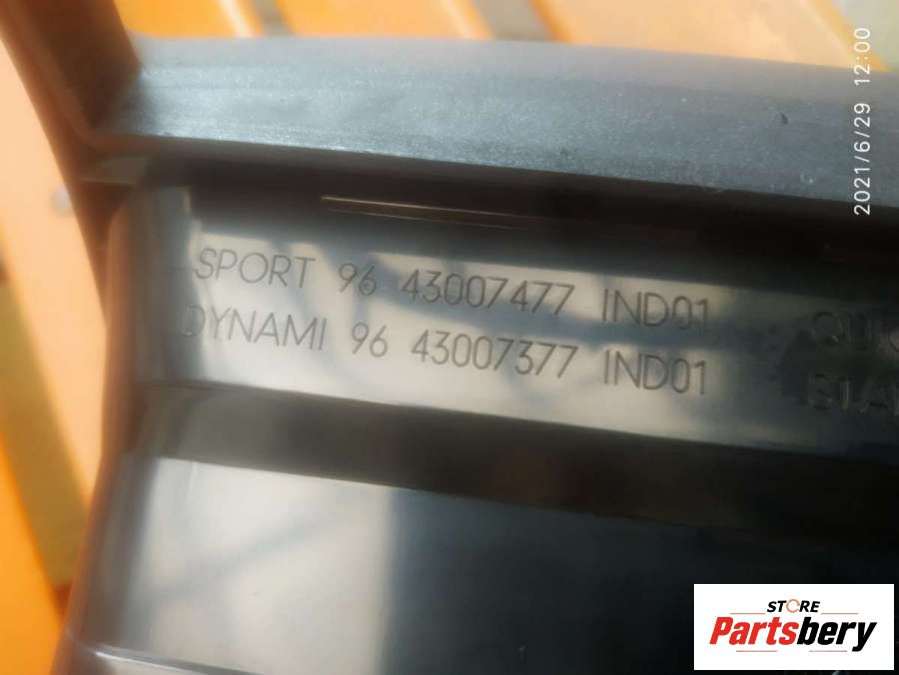 2021/6/29 12:00
SPORT 96 43007477 IND01
DYNAMI 96 43007377 IND01
STORE
Partsbery